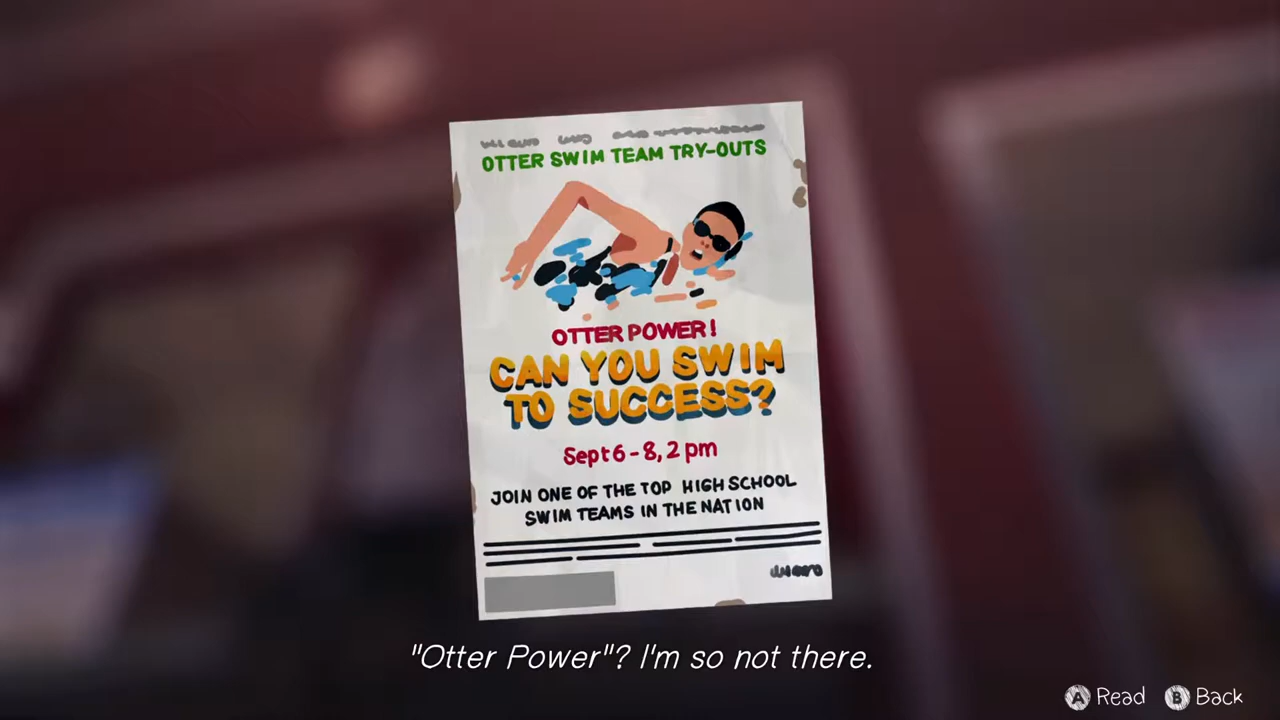 OTTER SWIM TEAM TRY-OUTS
OTTER POWER!
CAN YOU SWIM
TO SUCCESS?
Sept 6 - 8, 2 pm
JOIN ONE OF THE TOP HIGH SCHOOL
SWIM TEAMS IN THE NATION
"Otter Power"? I'm so not there.
A Read B Back